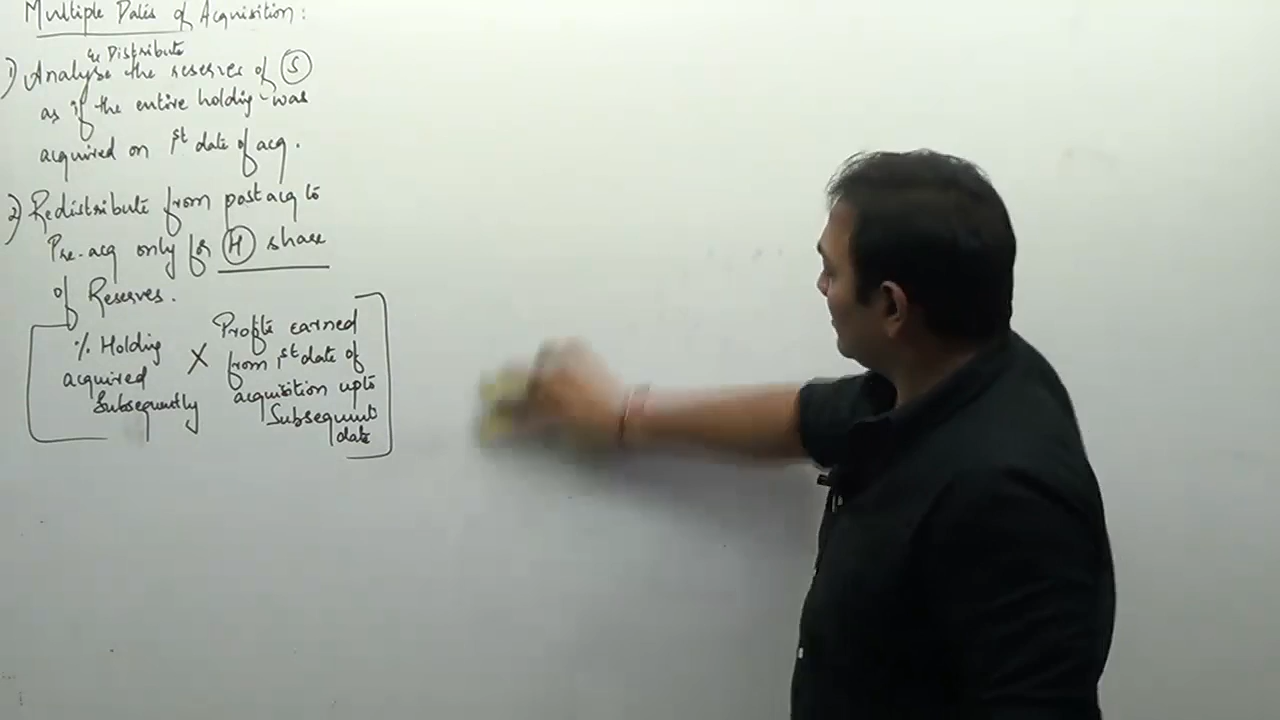 Multiple Dates of Acquisition:
& Distribute
1) Analyse the reserves of S
as if the entire holding was
acquired on 1st date of acq.
2) Redistribute from post acq to
Pre-acq only for H share
of Reserves.
% Holding acquired Subsequently X Profits earned from 1st date of acquisition upto Subsequent date